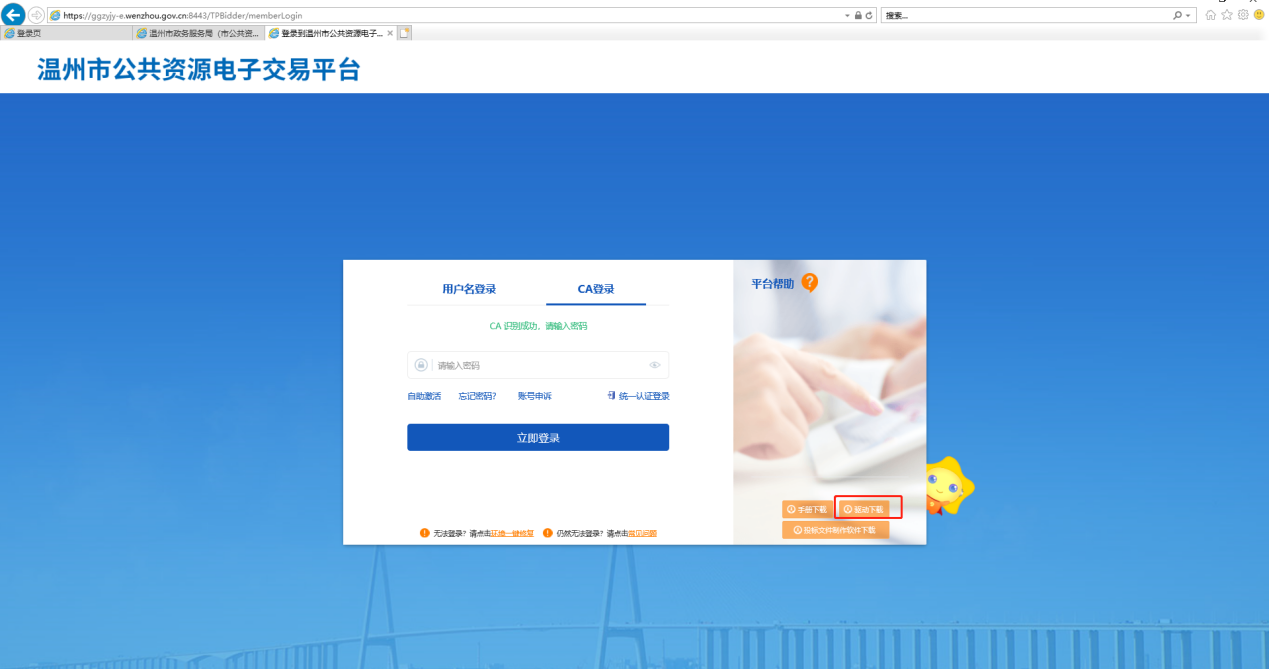 https://ggzyjy-e.wenzhou.gov.cn:8443/TPBidder/memberLogin
搜索...
登录页
温州市政务服务局（市公共资...
登录到温州市公共资源电子...
温州市公共资源电子交易平台
用户名登录
CA登录
CA 识别成功，请输入密码
请输入密码
自助激活
忘记密码?
账号申诉
统一认证登录
立即登录
无法登录？请点击环境一键修复
仍然无法登录？请点击常见问题
平台帮助
手册下载
驱动下载
投标文件制作软件下载